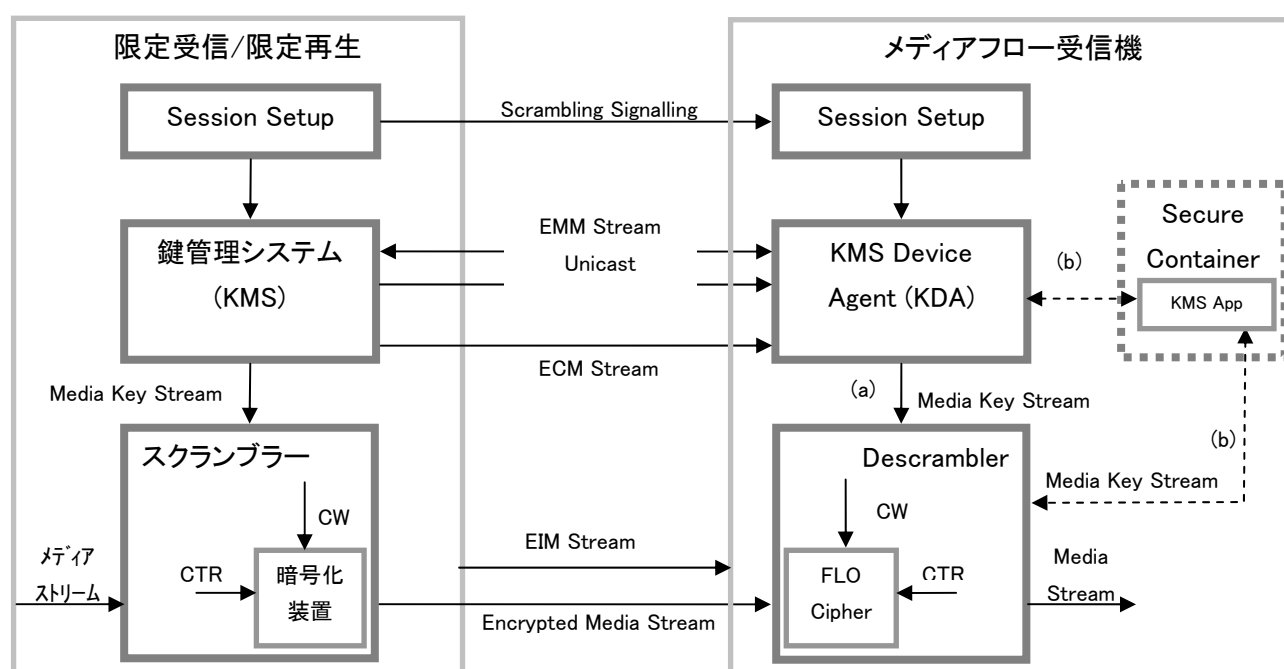 限定受信/限定再生
メディアフロー受信機
Session Setup
Scrambling Signalling
Session Setup
鍵管理システム
(KMS)
EMM Stream
Unicast
KMS Device
Agent (KDA)
(b)
Secure
Container
KMS App
ECM Stream
Media Key Stream
(a)
Media Key Stream
スクランブラー
Descrambler
(b)
Media Key Stream
CW
CW
メディア
ストリーム
CTR
暗号化
装置
EIM Stream
FLO
Cipher
CTR
Media
Stream
Encrypted Media Stream